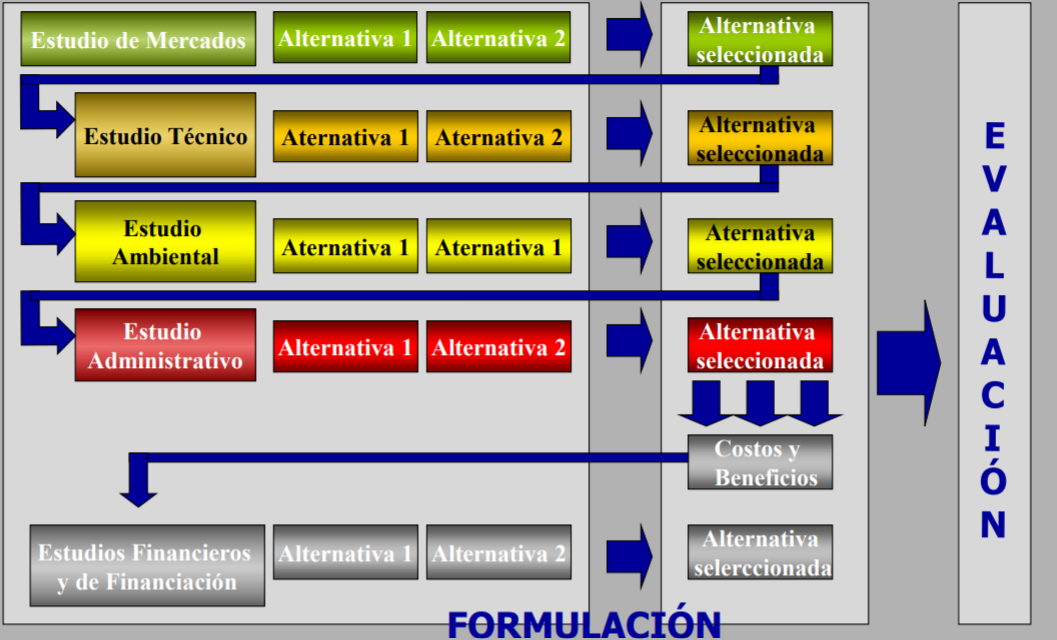 Estudio de Mercados
Alternativa 1
Alternativa 2
Alternativa
seleccionada
Estudio Técnico
Aternativa 1
Aternativa 2
Alternativa
seleccionada
Estudio
Ambiental
Aternativa 1
Aternativa 1
Aternativa
seleccionada
Estudio
Administrativo
Alternativa 1
Alternativa 2
Alternativa
seleccionada
Costos y
Beneficios
Estudios Financieros
y de Financiación
Alternativa 1
Alternativa 2
Alternativa
selerccionada
FORMULACIÓN
EVALUACIÓN